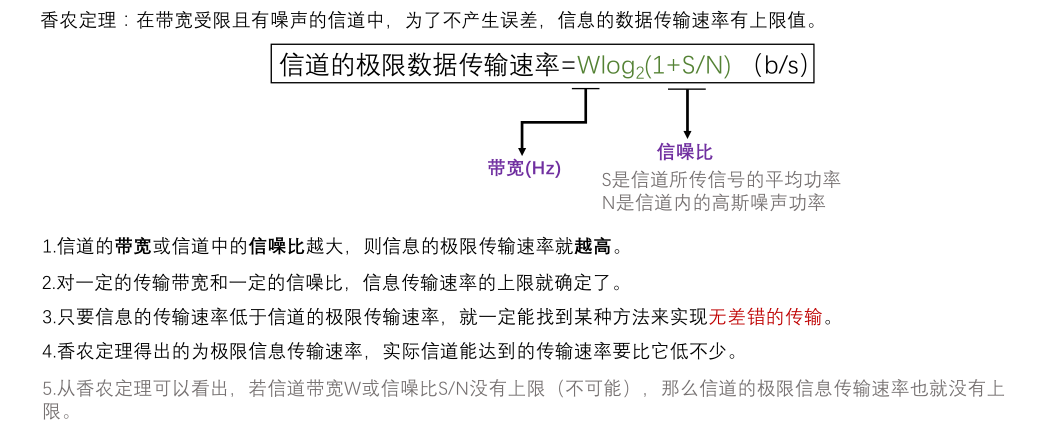 香农定理：在带宽受限且有噪声的信道中，为了不产生误差，信息的数据传输速率有上限值。
信道的极限数据传输速率=Wlog₂(1+S/N) （b/s）
带宽(Hz)
信噪比
S是信道所传信号的平均功率
N是信道内的高斯噪声功率
1.信道的带宽或信道中的信噪比越大，则信息的极限传输速率就越高。
2.对一定的传输带宽和一定的信噪比，信息传输速率的上限就确定了。
3.只要信息的传输速率低于信道的极限传输速率，就一定能找到某种方法来实现无差错的传输。
4.香农定理得出的为极限信息传输速率，实际信道能达到的传输速率要比它低不少。
5.从香农定理可以看出，若信道带宽W或信噪比S/N没有上限（不可能），那么信道的极限信息传输速率也就没有上
限。